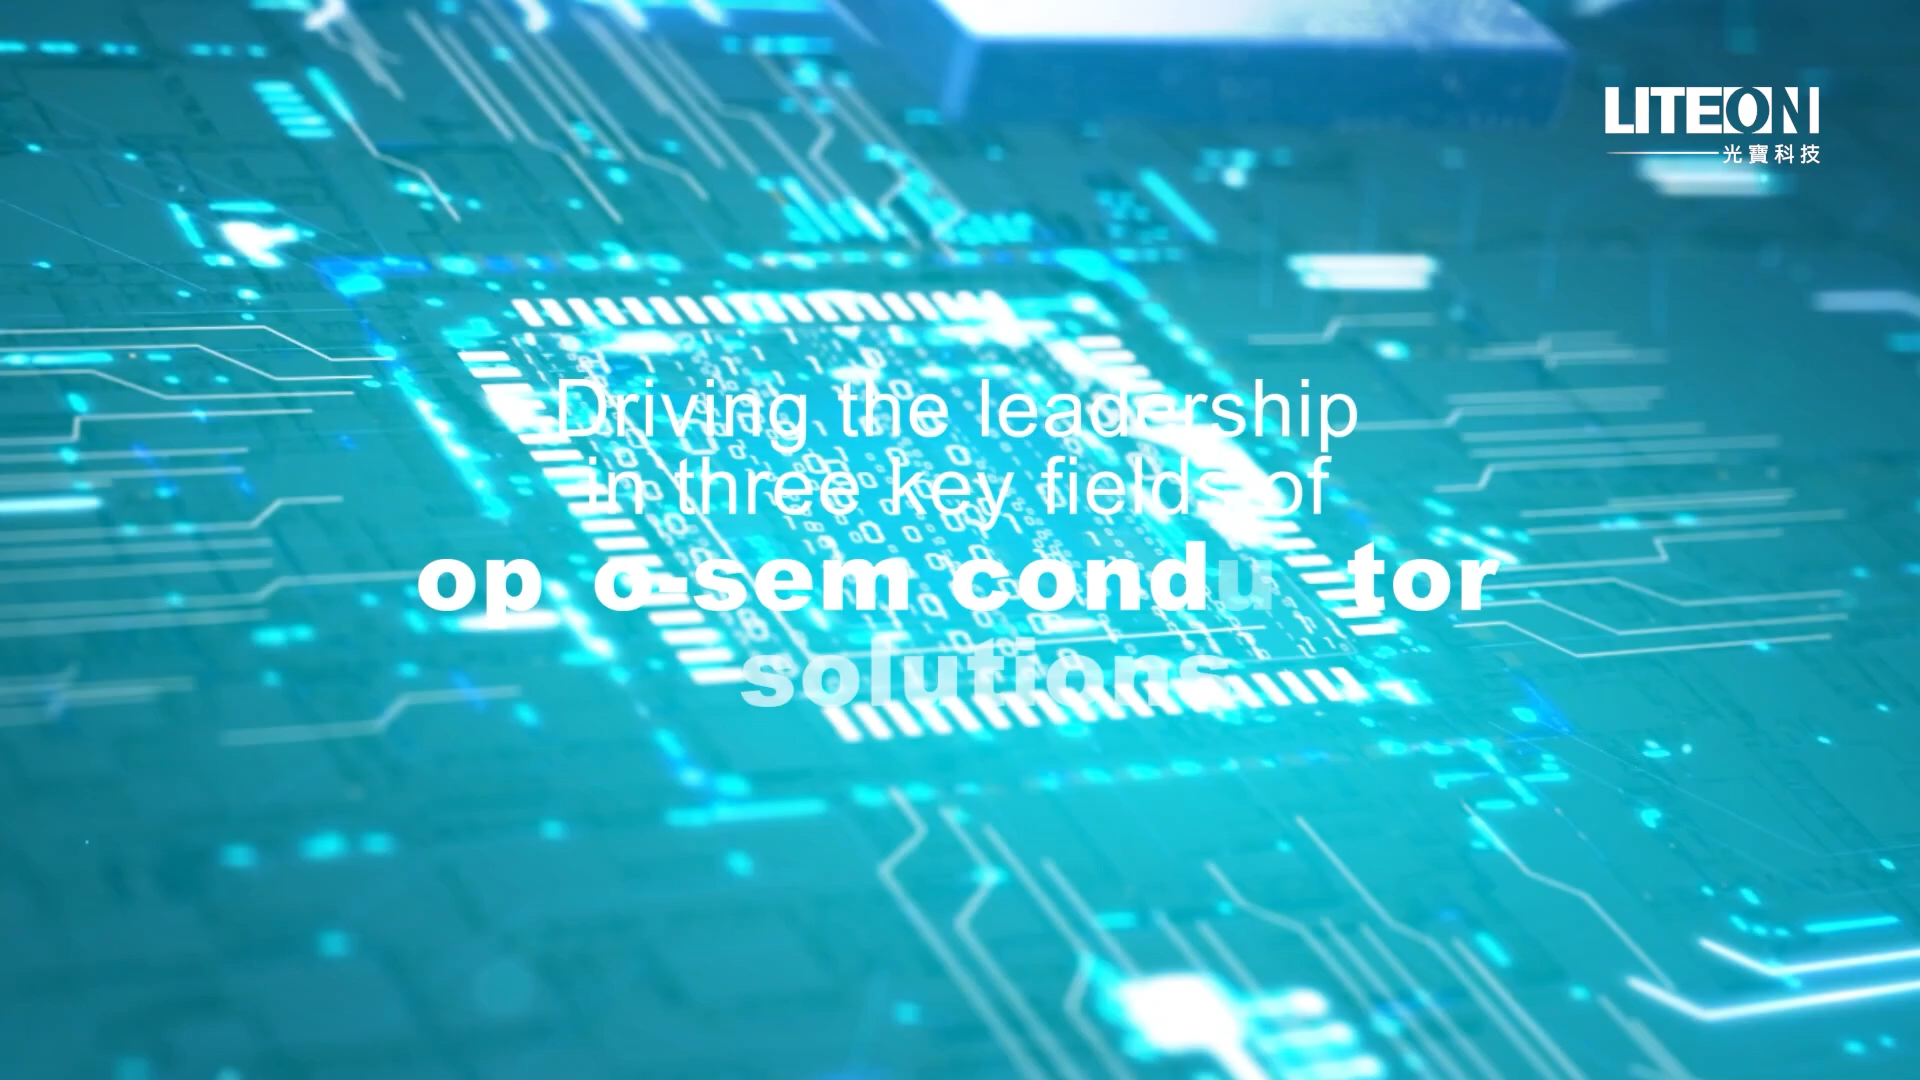 LITEON
光寶科技
Driving the leadership
in three key fields of
op o-sem condu tor
solutions